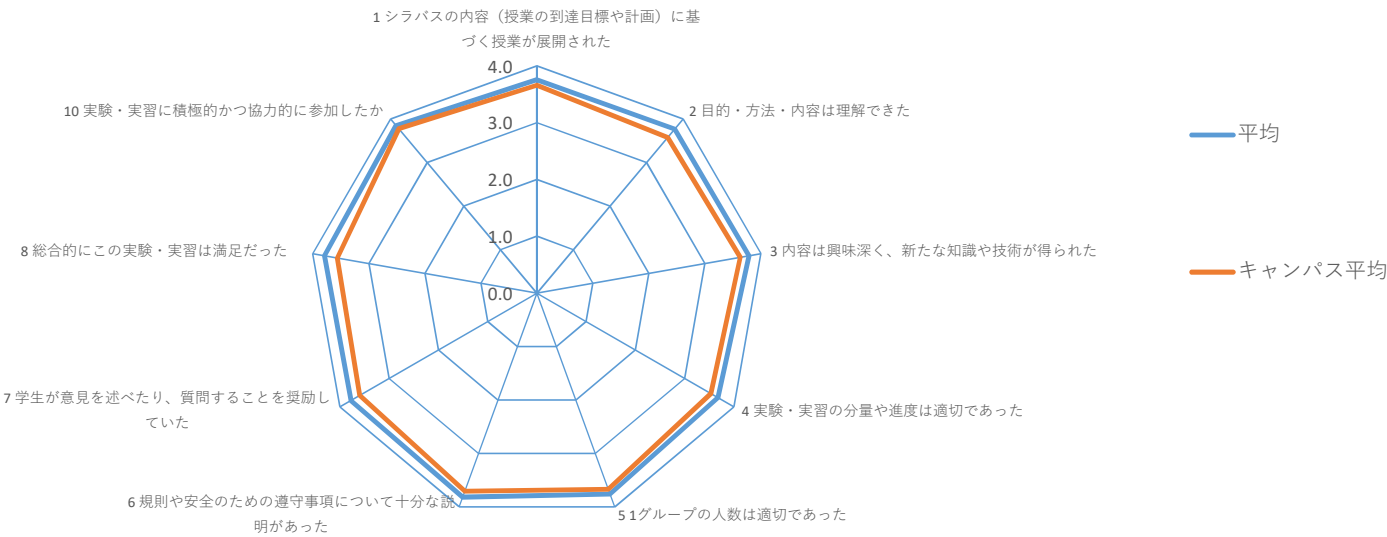 1 シラバスの内容（授業の到達目標や計画）に基
づく授業が展開された
4.0
3.0
2.0
1.0
0.0
2 目的・方法・内容は理解できた
3 内容は興味深く、新たな知識や技術が得られた
4 実験・実習の分量や進度は適切であった
5 1グループの人数は適切であった
6 規則や安全のための遵守事項について十分な説
明があった
7 学生が意見を述べたり、質問することを奨励し
ていた
8 総合的にこの実験・実習は満足だった
10 実験・実習に積極的かつ協力的に参加したか
平均
キャンパス平均